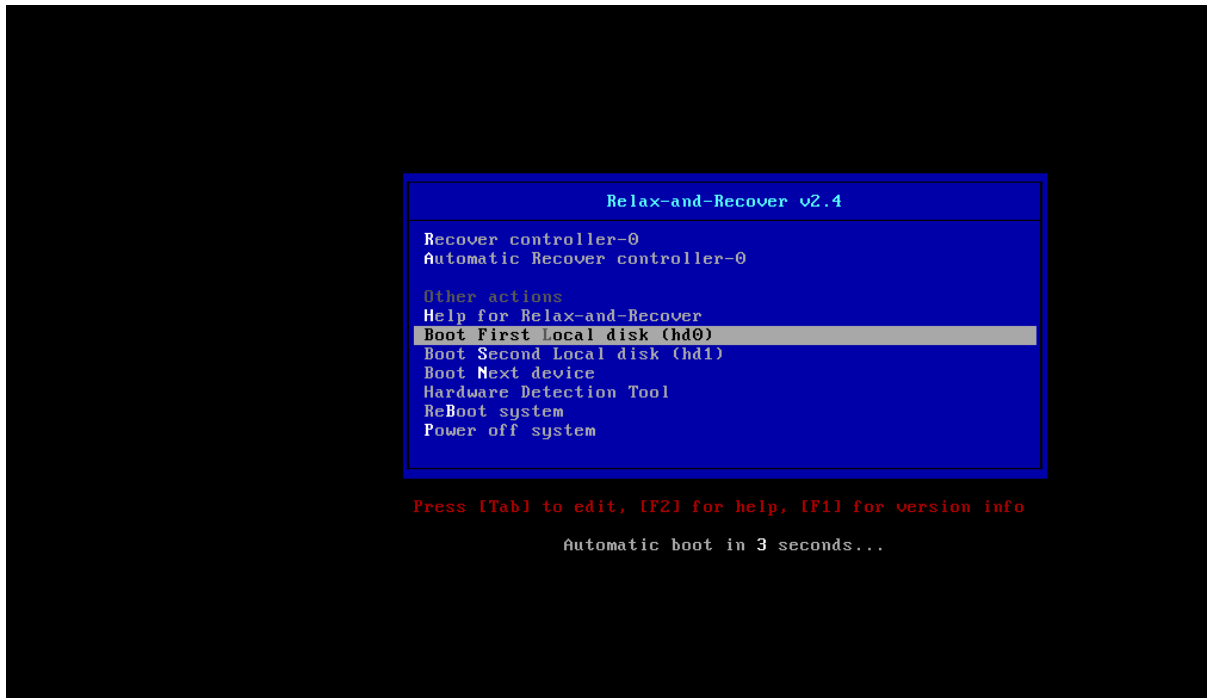 Relax-and-Recover v2.4
Recover controller-0
Automatic Recover controller-0
Other actions
Help for Relax-and-Recover
Boot First Local disk (hd0)
Boot Second Local disk (hd1)
Boot Next device
Hardware Detection Tool
ReBoot system
Power off system
Press [Tab] to edit, [F2] for help, [F1] for version info
Automatic boot in 3 seconds...